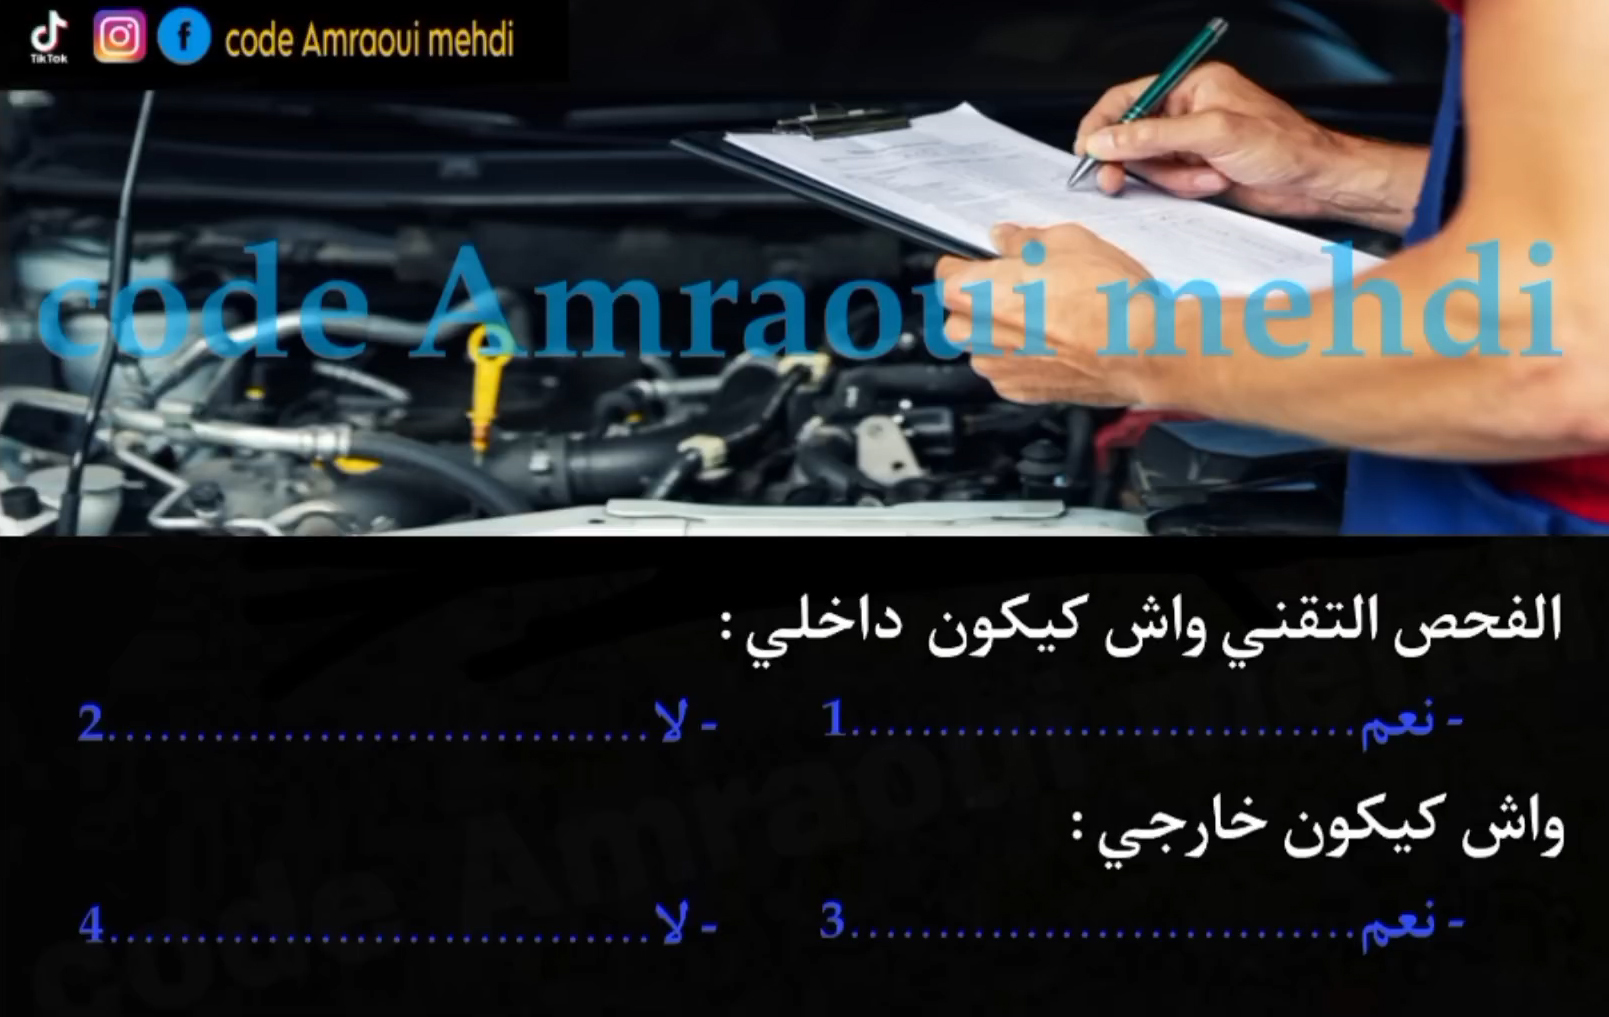 TikTok
code Amraoui mehdi
code Amraoui mehdi
الفحص التقني واش كيكون داخلي :
- نعم.............................1
- لا...............................2
واش كيكون خارجي :
- نعم.............................3
- لا...............................4